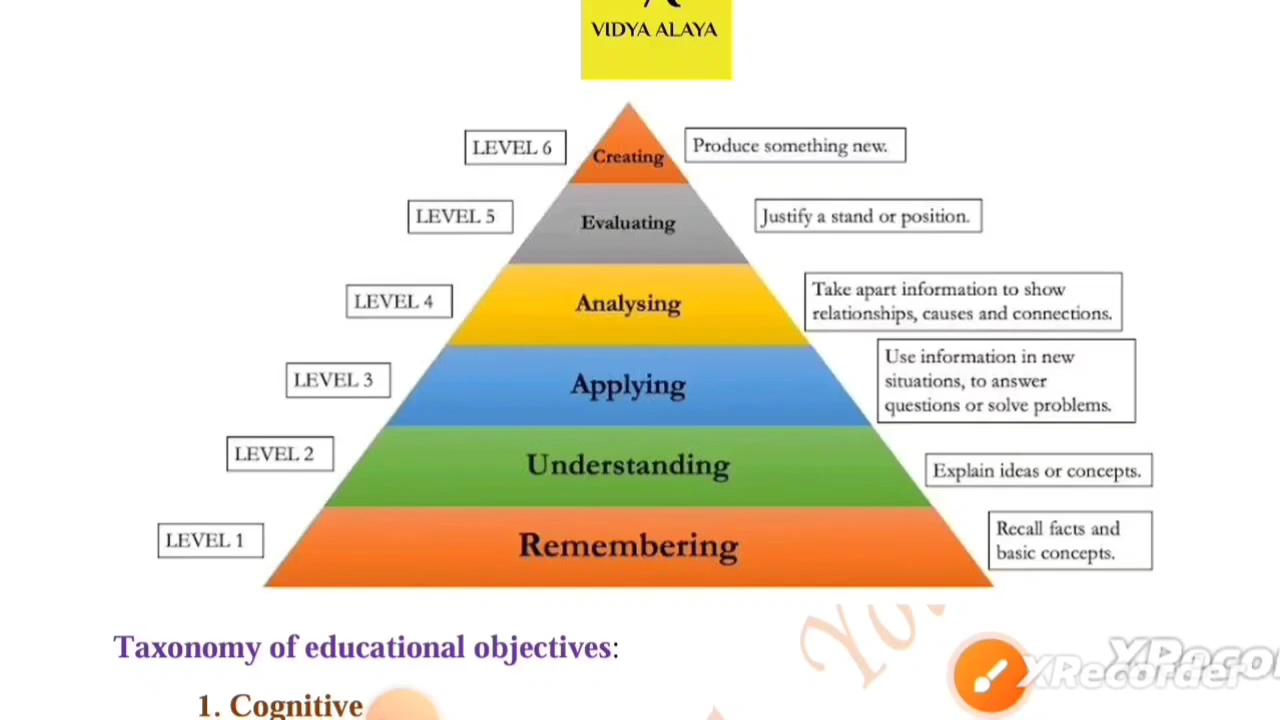 VIDYA ALAYA
LEVEL 6
Creating
Produce something new.
LEVEL 5
Evaluating
Justify a stand or position.
LEVEL 4
Analysing
Take apart information to show
relationships, causes and connections.
LEVEL 3
Applying
Use information in new
situations, to answer
questions or solve problems.
LEVEL 2
Understanding
Explain ideas or concepts.
LEVEL 1
Remembering
Recall facts and
basic concepts.
Taxonomy of educational objectives:
XRecorder
1. Cognitive